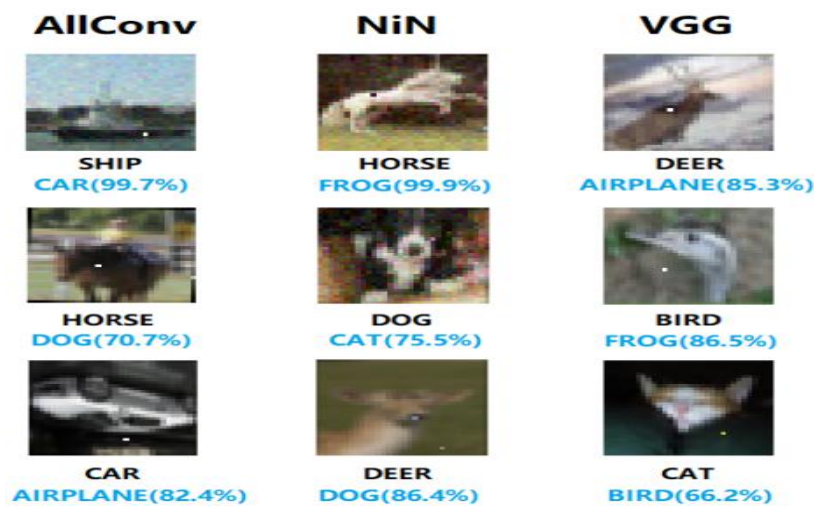 AllConv NiN VGG
SHIP HORSE DEER
CAR(99.7%) FROG(99.9%) AIRPLANE(85.3%)
HORSE DOG BIRD
DOG(70.7%) CAT(75.5%) FROG(86.5%)
CAR DEER CAT
AIRPLANE(82.4%) DOG(86.4%) BIRD(66.2%)